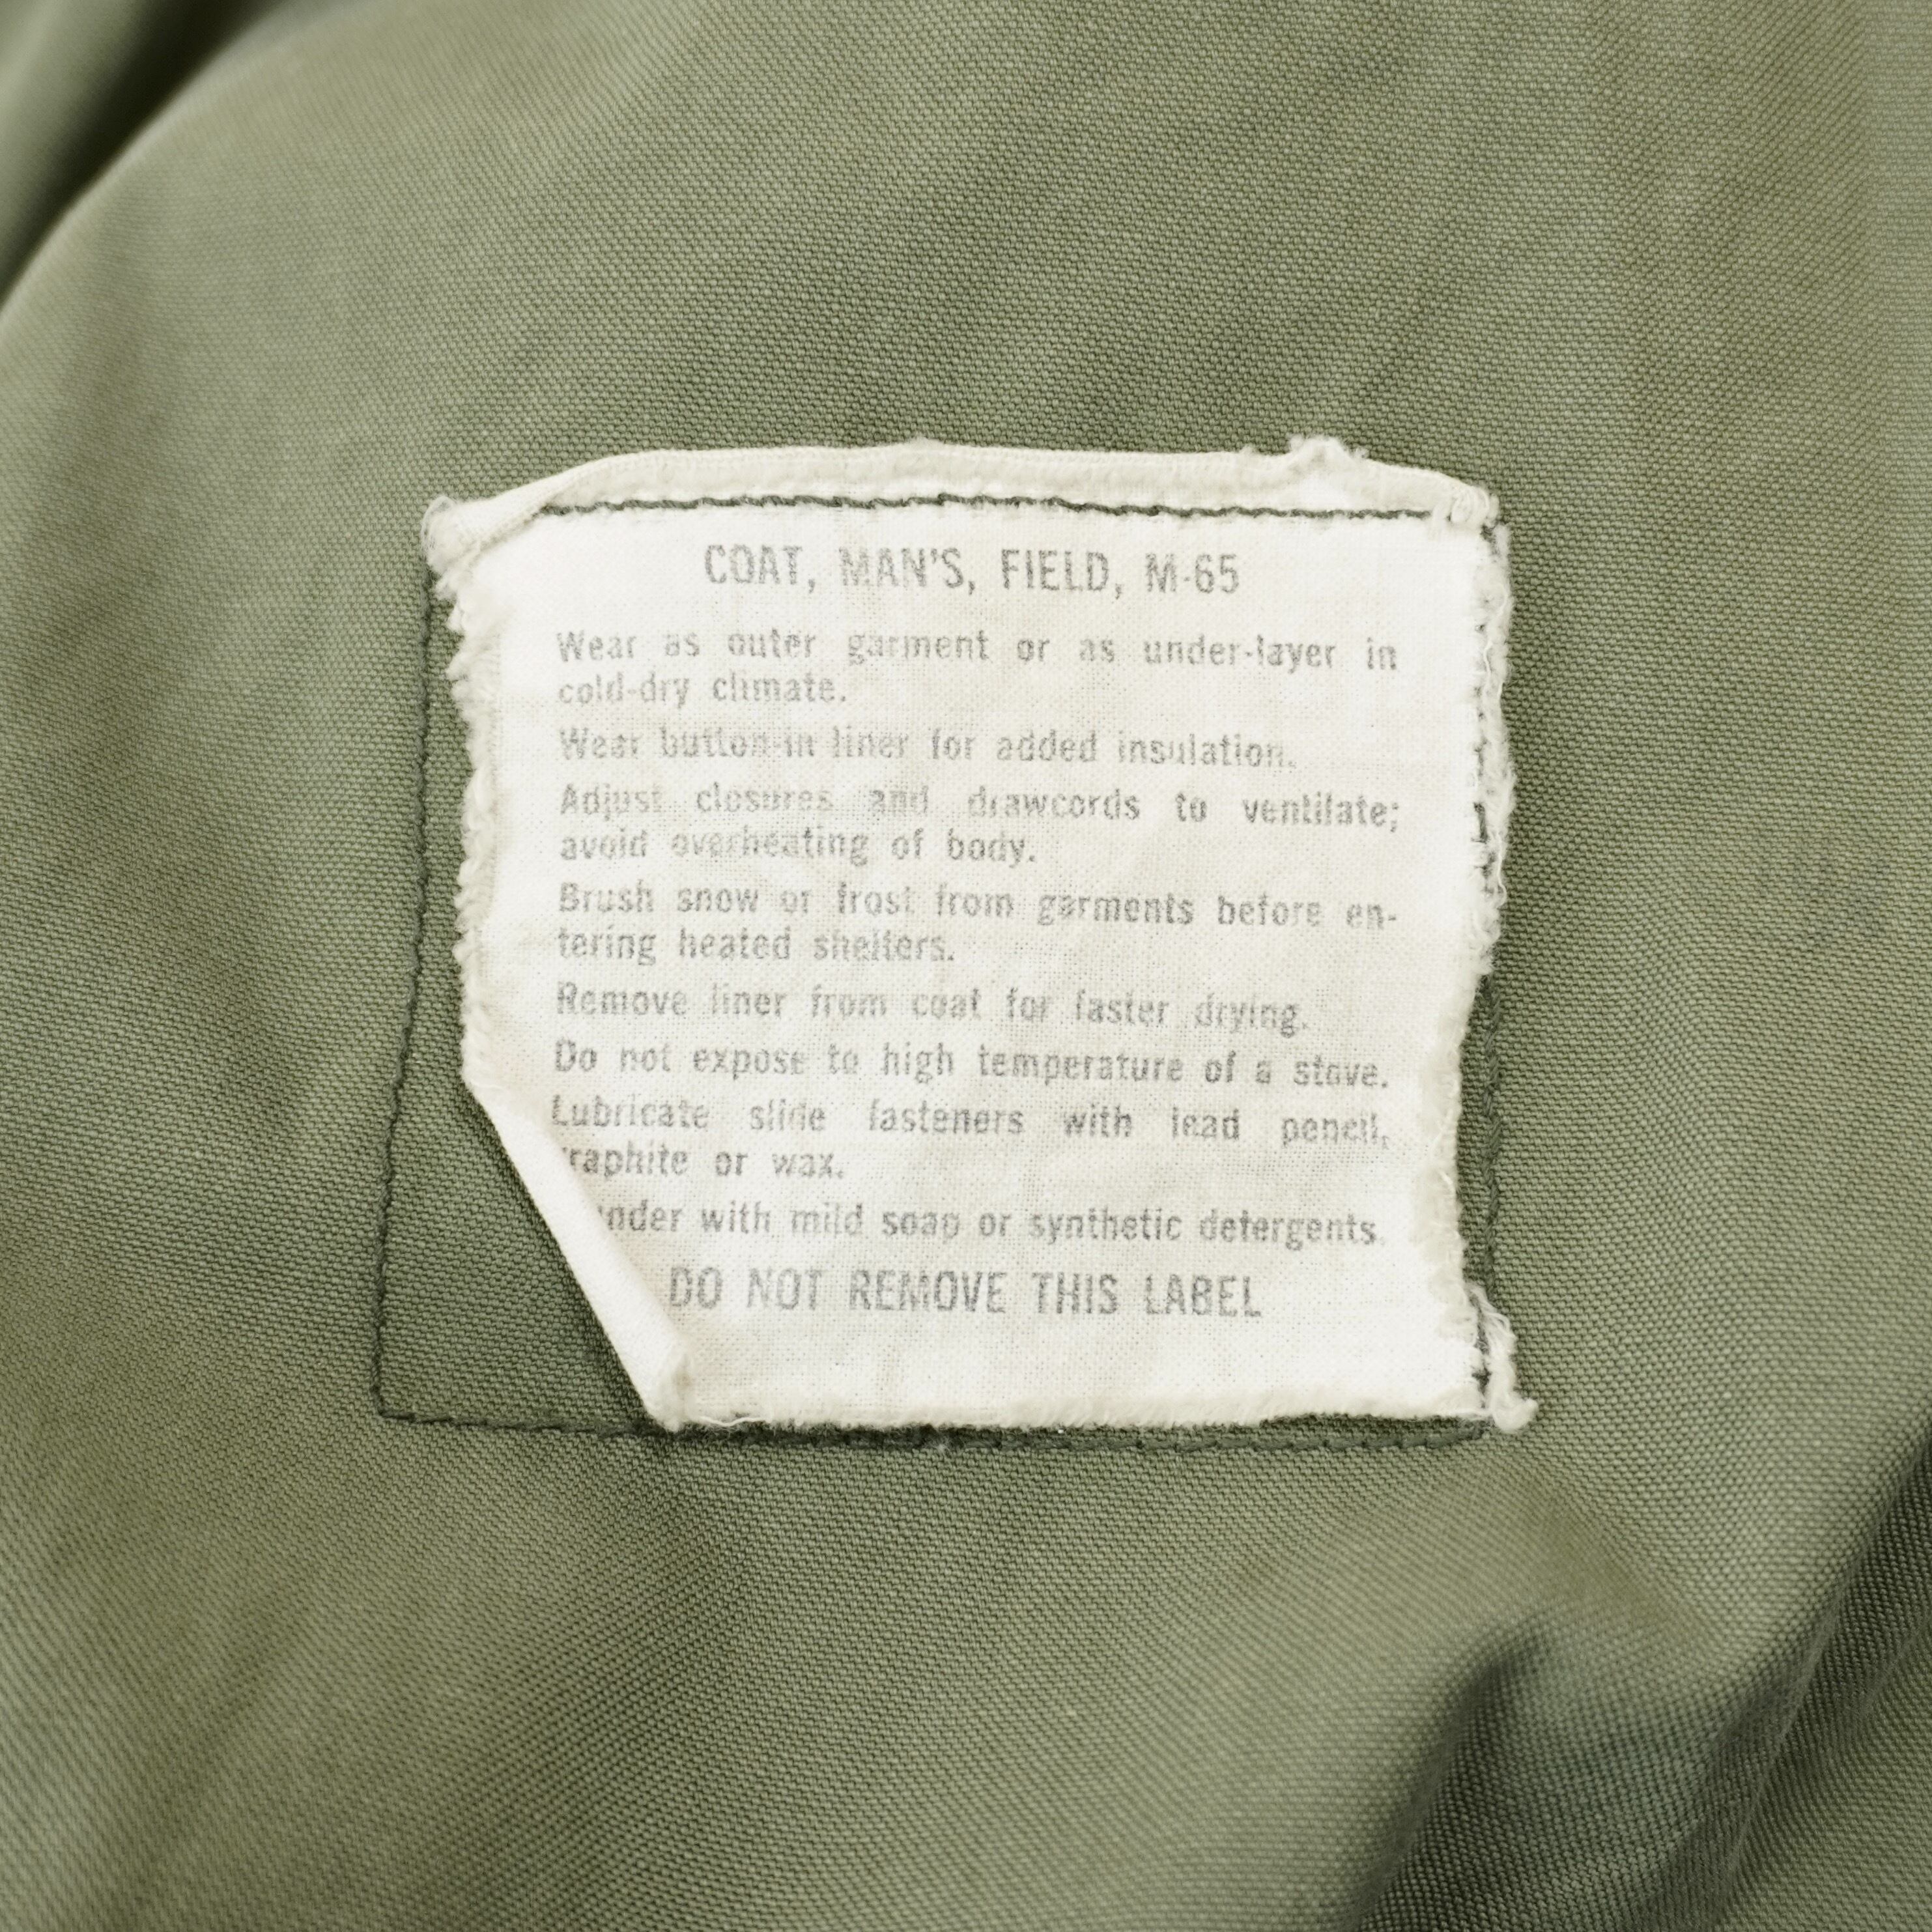 COAT, MAN'S, FIELD, M-65
Wear as outer garment or as under-layer in
cold-dry climate.
Wear button-in liner for added insulation.
Adjust closures and drawcords to ventilate;
avoid overheating of body.
Brush snow or frost from garments before en-
tering heated shelters.
Remove liner from coat for faster drying.
Do not expose to high temperature of a stove.
Lubricate slide fasteners with lead pencil,
raphite or wax.
nder with mild soap or synthetic detergents.
DO NOT REMOVE THIS LABEL